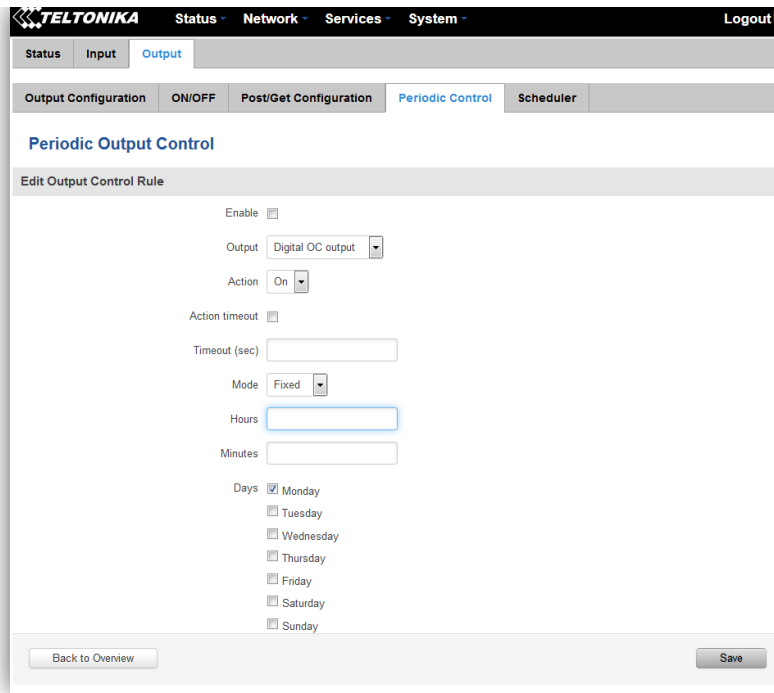 TELTONIKA Status Network Services System Logout
Status Input Output
Output Configuration ON/OFF Post/Get Configuration Periodic Control Scheduler
Periodic Output Control
Edit Output Control Rule
Enable
Output Digital OC output
Action On
Action timeout
Timeout (sec)
Mode Fixed
Hours
Minutes
Days Monday
Tuesday
Wednesday
Thursday
Friday
Saturday
Sunday
Back to Overview Save